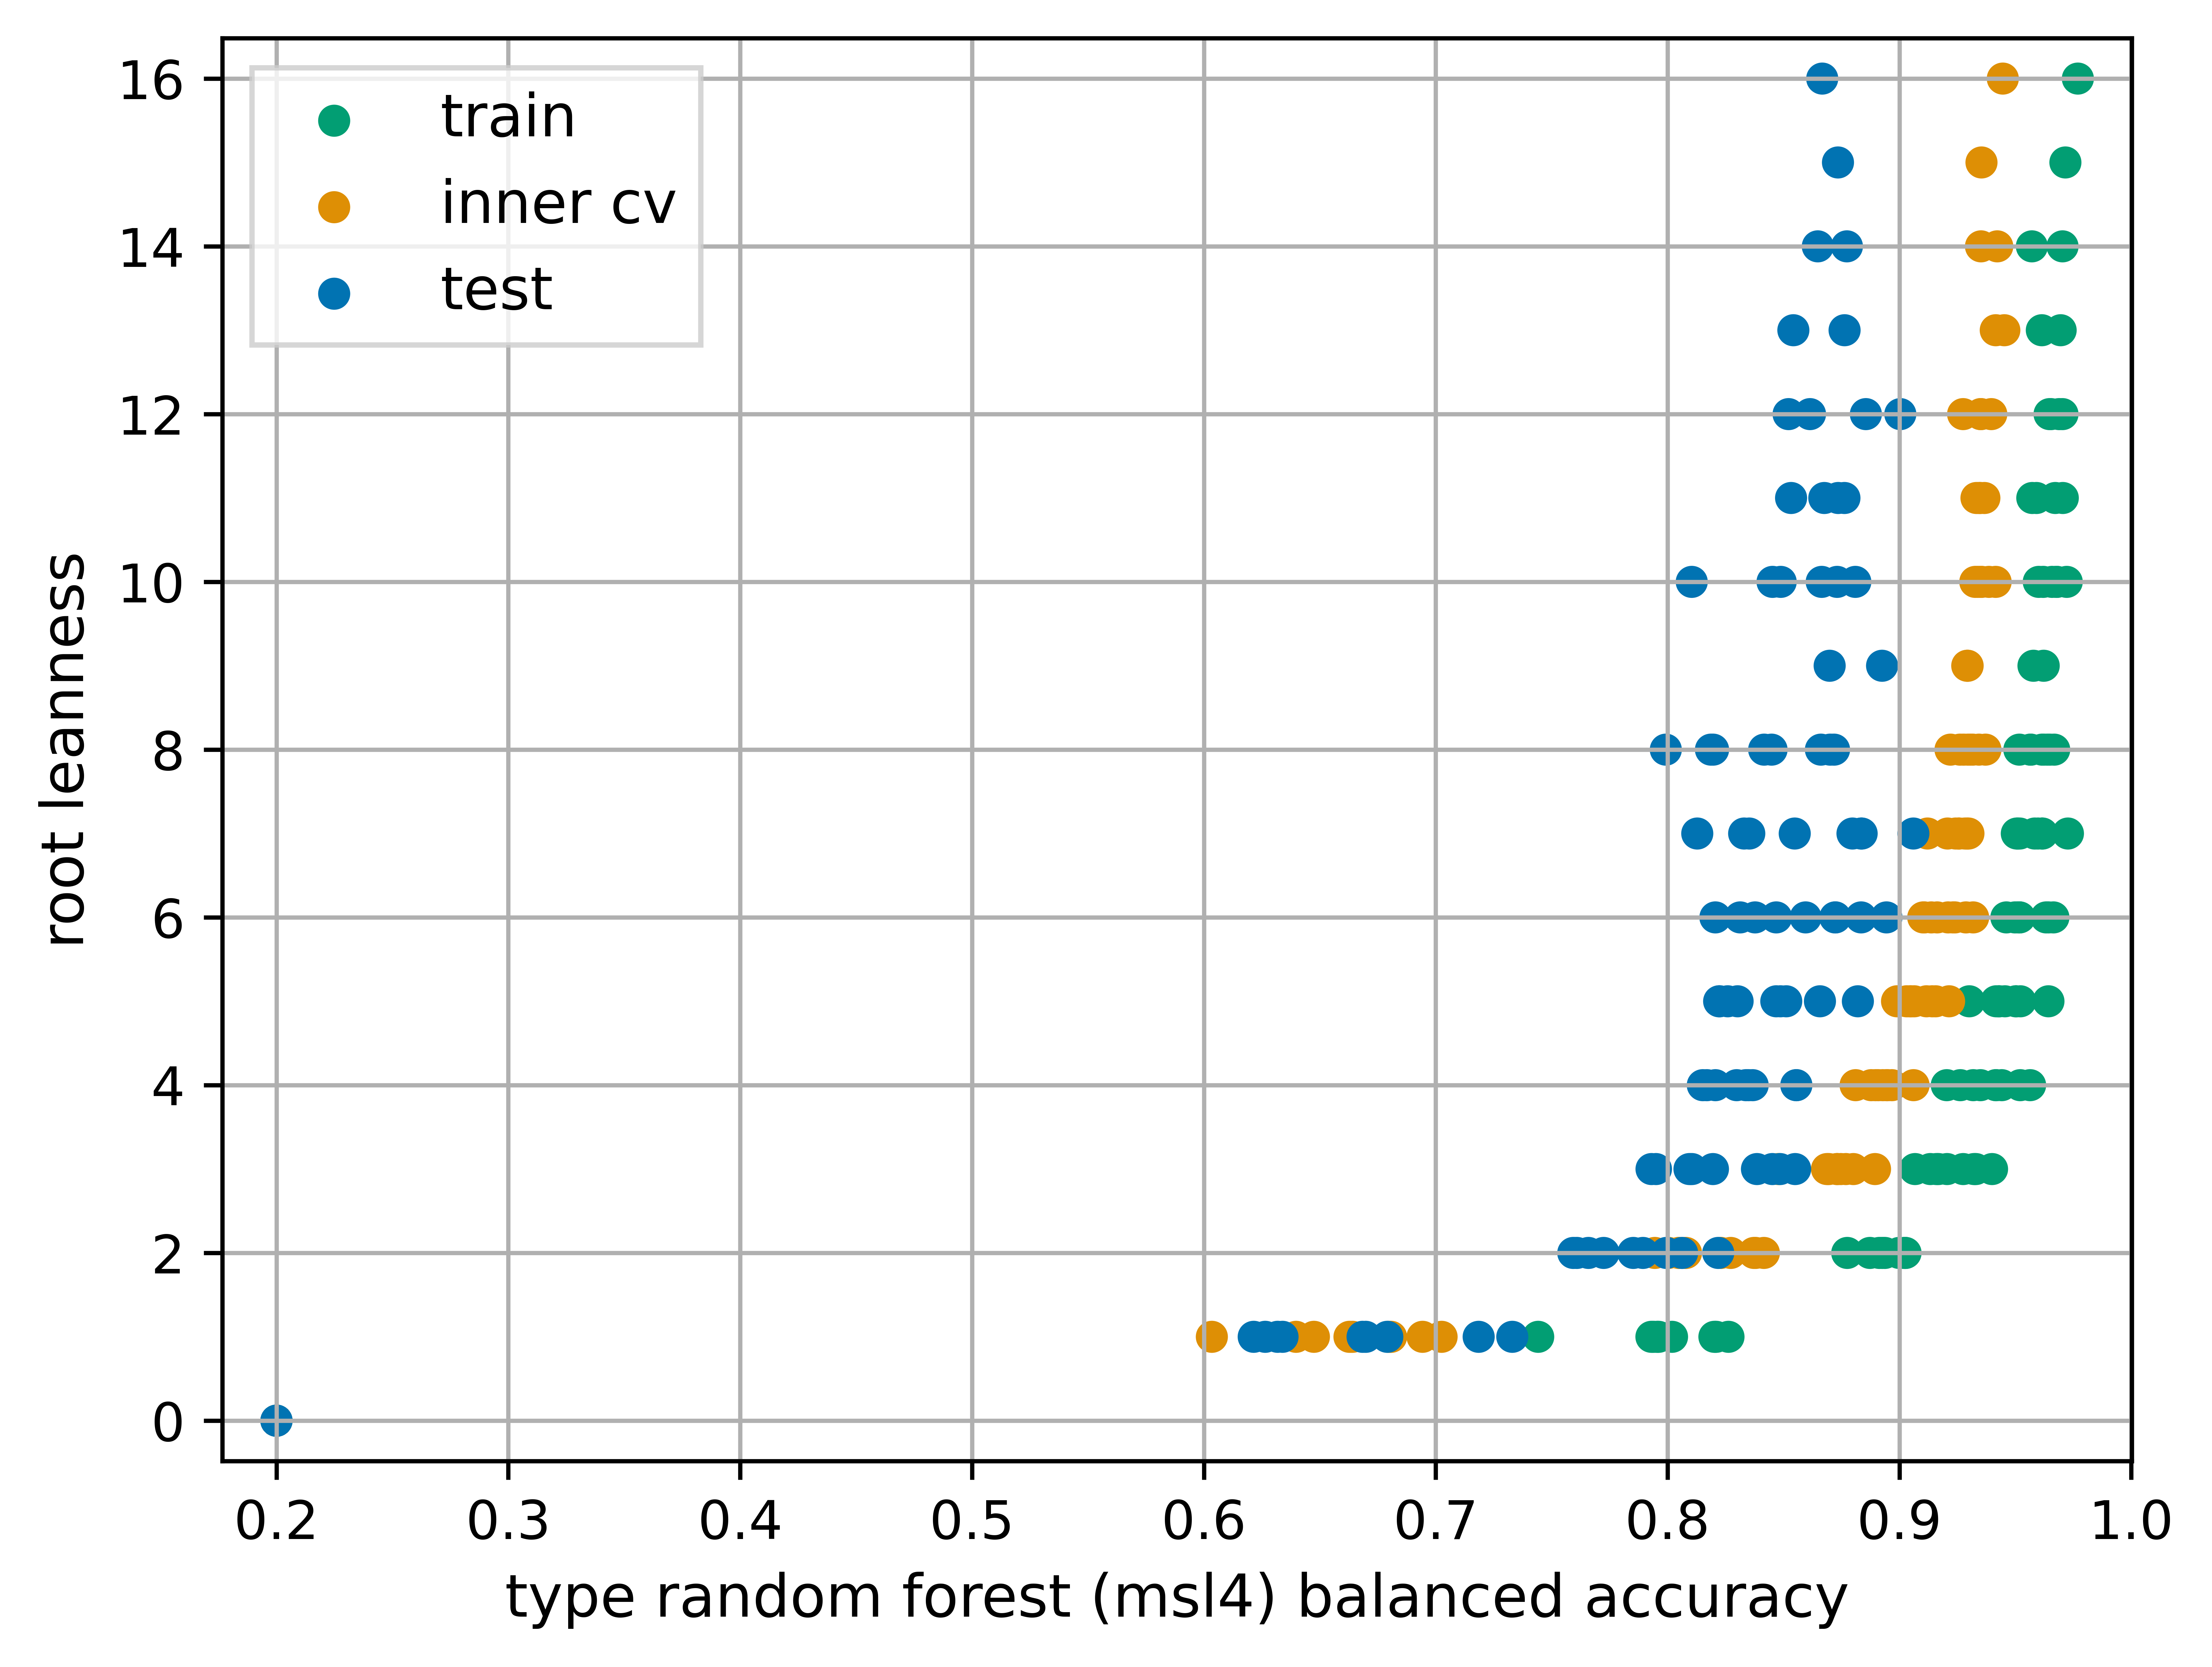 16
14
12
10
8
6
4
2
0
root leanness
train
inner cv
test
0.2 0.3 0.4 0.5 0.6 0.7 0.8 0.9 1.0
type random forest (msl4) balanced accuracy